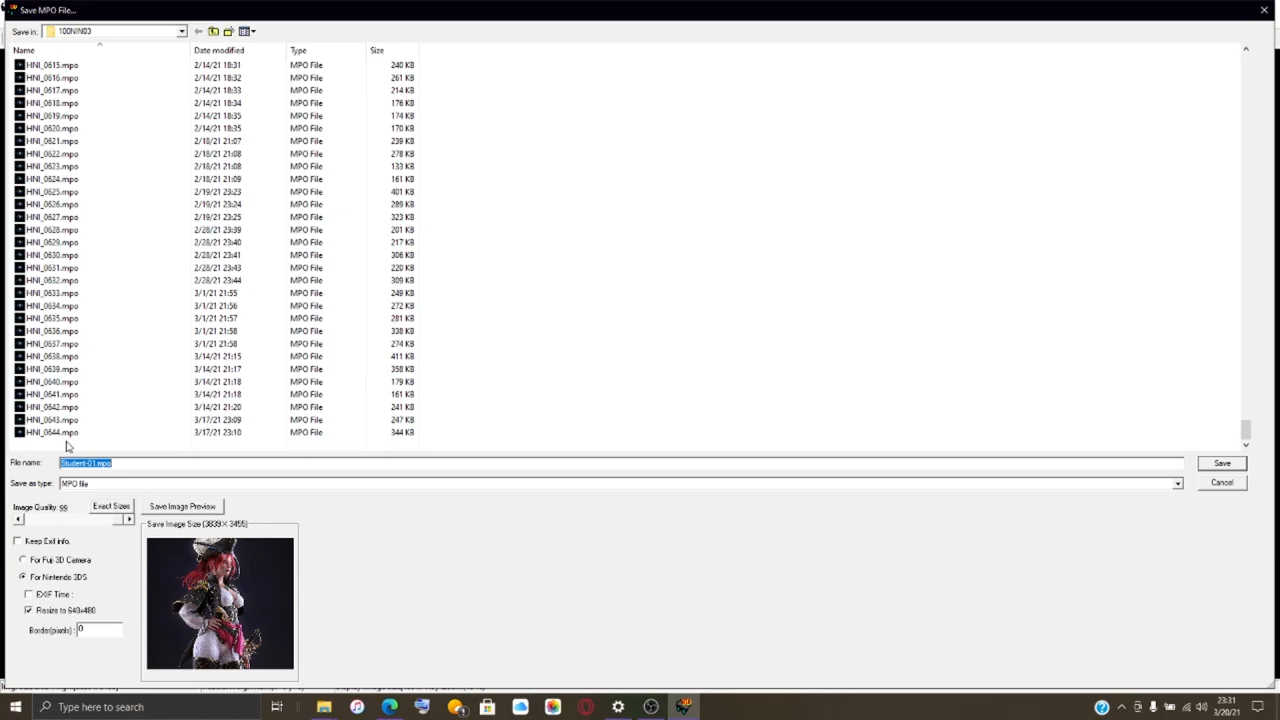 Save MPO File...
Save in: 100NIN03
Name Date modified Type Size
HNI_0615.mpo 2/14/21 18:31 MPO File 240 KB
HNI_0616.mpo 2/14/21 18:32 MPO File 261 KB
HNI_0617.mpo 2/14/21 18:33 MPO File 214 KB
HNI_0618.mpo 2/14/21 18:34 MPO File 176 KB
HNI_0619.mpo 2/14/21 18:35 MPO File 174 KB
HNI_0620.mpo 2/14/21 18:35 MPO File 170 KB
HNI_0621.mpo 2/18/21 21:07 MPO File 239 KB
HNI_0622.mpo 2/18/21 21:08 MPO File 278 KB
HNI_0623.mpo 2/18/21 21:08 MPO File 133 KB
HNI_0624.mpo 2/18/21 21:09 MPO File 161 KB
HNI_0625.mpo 2/19/21 23:23 MPO File 401 KB
HNI_0626.mpo 2/19/21 23:24 MPO File 289 KB
HNI_0627.mpo 2/19/21 23:25 MPO File 323 KB
HNI_0628.mpo 2/28/21 23:39 MPO File 201 KB
HNI_0629.mpo 2/28/21 23:40 MPO File 217 KB
HNI_0630.mpo 2/28/21 23:41 MPO File 306 KB
HNI_0631.mpo 2/28/21 23:43 MPO File 220 KB
HNI_0632.mpo 2/28/21 23:44 MPO File 309 KB
HNI_0633.mpo 3/1/21 21:55 MPO File 249 KB
HNI_0634.mpo 3/1/21 21:56 MPO File 272 KB
HNI_0635.mpo 3/1/21 21:57 MPO File 281 KB
HNI_0636.mpo 3/1/21 21:58 MPO File 338 KB
HNI_0637.mpo 3/1/21 21:58 MPO File 274 KB
HNI_0638.mpo 3/14/21 21:15 MPO File 411 KB
HNI_0639.mpo 3/14/21 21:17 MPO File 358 KB
HNI_0640.mpo 3/14/21 21:18 MPO File 179 KB
HNI_0641.mpo 3/14/21 21:18 MPO File 161 KB
HNI_0642.mpo 3/14/21 21:20 MPO File 241 KB
HNI_0643.mpo 3/17/21 23:09 MPO File 247 KB
HNI_0644.mpo 3/17/21 23:10 MPO File 344 KB
File name: Student-01.mpo Save
Save as type: MPO file Cancel
Image Quality: 99 Exact Sizes Save Image Preview
Save Image Size (3839 X 3455)
Keep Exif info.
For Fuji 3D Camera
For Nintendo 3DS
EXIF Time :
Resize to 640x480
Border(pixels) : 0
Type here to search
23:31
3/20/21